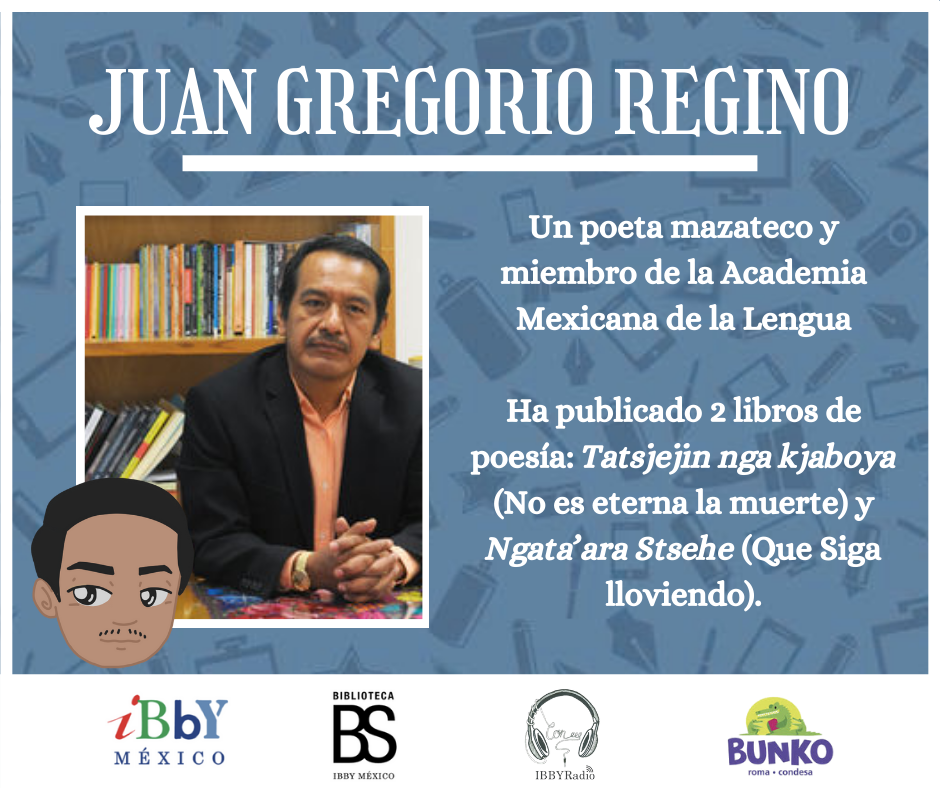 JUAN GREGORIO REGINO
Un poeta mazateco y
miembro de la Academia
Mexicana de la Lengua
Ha publicado 2 libros de
poesía: Tatsjejin nga kjaboya
(No es eterna la muerte) y
Ngata'ara Stsehe (Que Siga
lloviendo).
iBbY
MÉXICO
BIBLIOTECA
BS
IBBY MÉXICO
IBBYRadio
BUNKO
roma • condesa